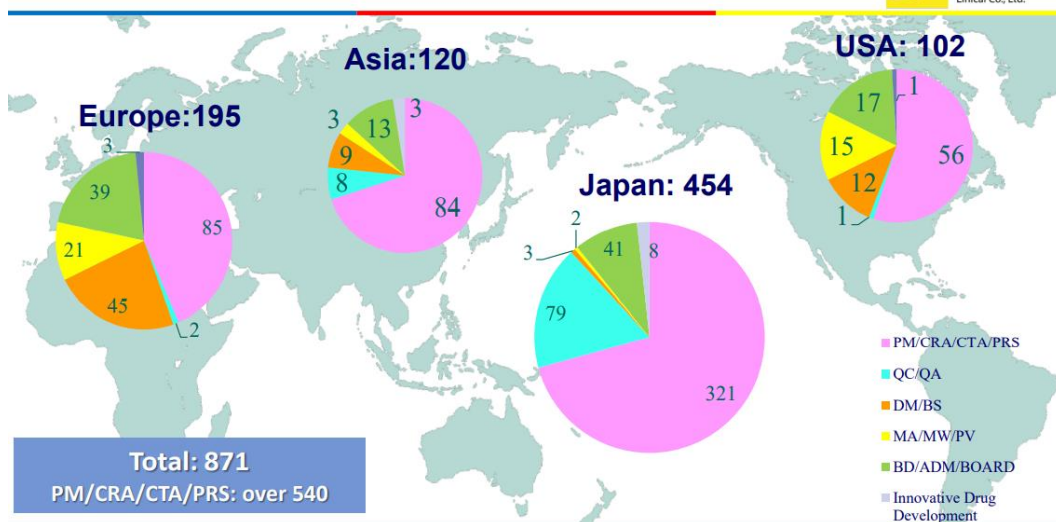 Linical Co., Ltd.
Asia:120
USA: 102
Europe:195
Japan: 454
3
39
21
45
2
85
3
13
3
9
8
84
2
3
41
8
79
321
17
1
15
12
1
56
PM/CRA/CTA/PRS
QC/QA
DM/BS
MA/MW/PV
BD/ADM/BOARD
Innovative Drug
Development
Total: 871
PM/CRA/CTA/PRS: over 540